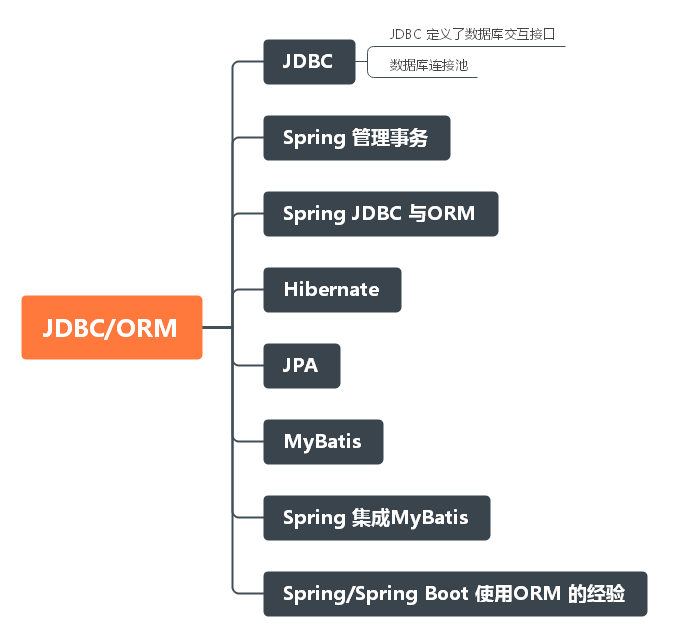 JDBC/ORM
JDBC
JDBC 定义了数据库交互接口
数据库连接池
Spring 管理事务
Spring JDBC 与ORM
Hibernate
JPA
MyBatis
Spring 集成MyBatis
Spring/Spring Boot 使用ORM 的经验